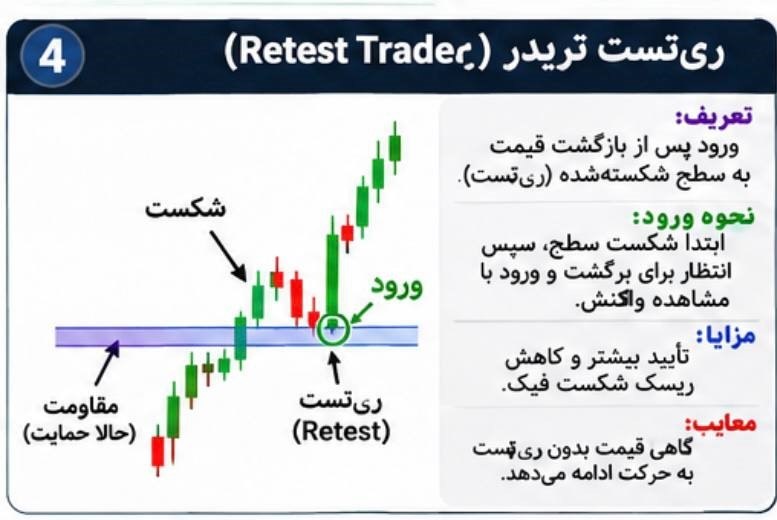 4
ری‌تست تریدر (Retest Trader)
تعریف:
ورود پس از بازگشت قیمت
به سطح شکسته‌شده (ری‌تست).
نحوه ورود:
ابتدا شکست سطح، سپس
انتظار برای برگشت و ورود با
مشاهده واکنش.
مزایا:
تأیید بیشتر و کاهش
ریسک شکست فیک.
معایب:
گاهی قیمت بدون ری‌تست
به حرکت ادامه می‌دهد.
شکست
ورود
مقاومت
(حالا حمایت)
ری‌تست
(Retest)